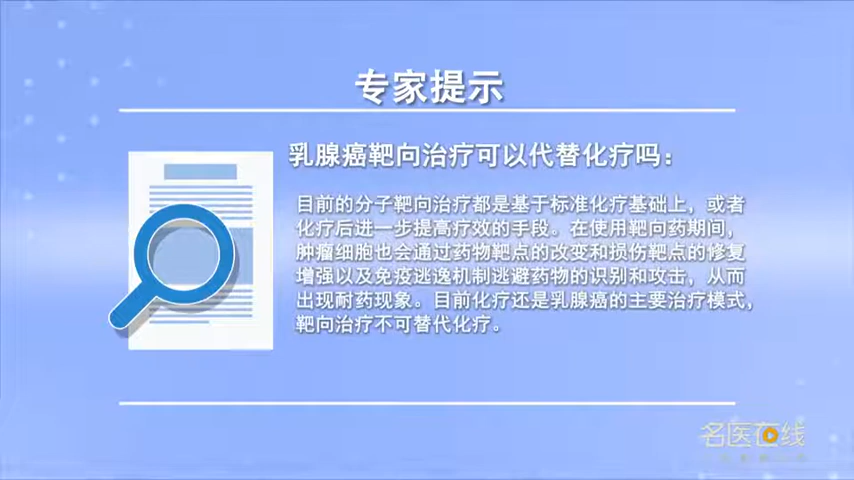 专家提示
乳腺癌靶向治疗可以代替化疗吗：
目前的分子靶向治疗都是基于标准化疗基础上，或者
化疗后进一步提高疗效的手段。在使用靶向药期间，
肿瘤细胞也会通过药物靶点的改变和损伤靶点的修复
增强以及免疫逃逸机制逃避药物的识别和攻击，从而
出现耐药现象。目前化疗还是乳腺癌的主要治疗模式，
靶向治疗不可替代化疗。
名医在线